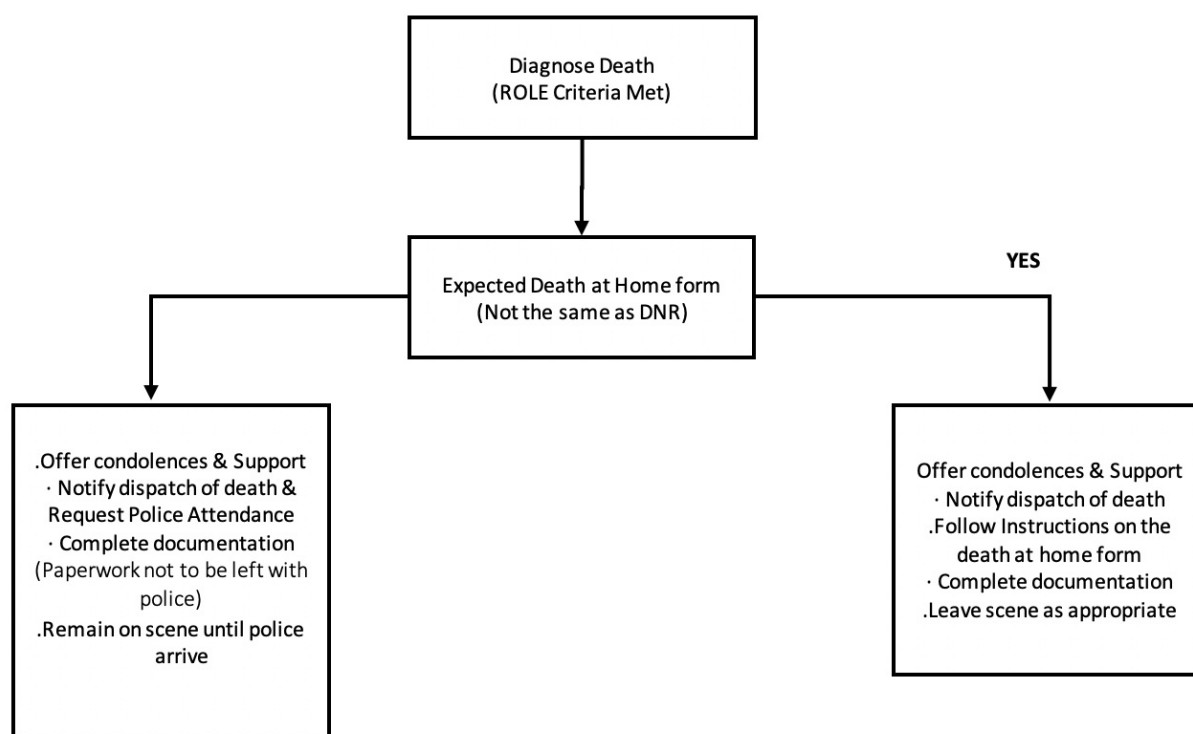 Diagnose Death
(ROLE Criteria Met)
Expected Death at Home form
(Not the same as DNR)
YES
.Offer condolences & Support
· Notify dispatch of death &
Request Police Attendance
· Complete documentation
(Paperwork not to be left with
police)
.Remain on scene until police
arrive
Offer condolences & Support
· Notify dispatch of death
.Follow Instructions on the
death at home form
· Complete documentation
.Leave scene as appropriate